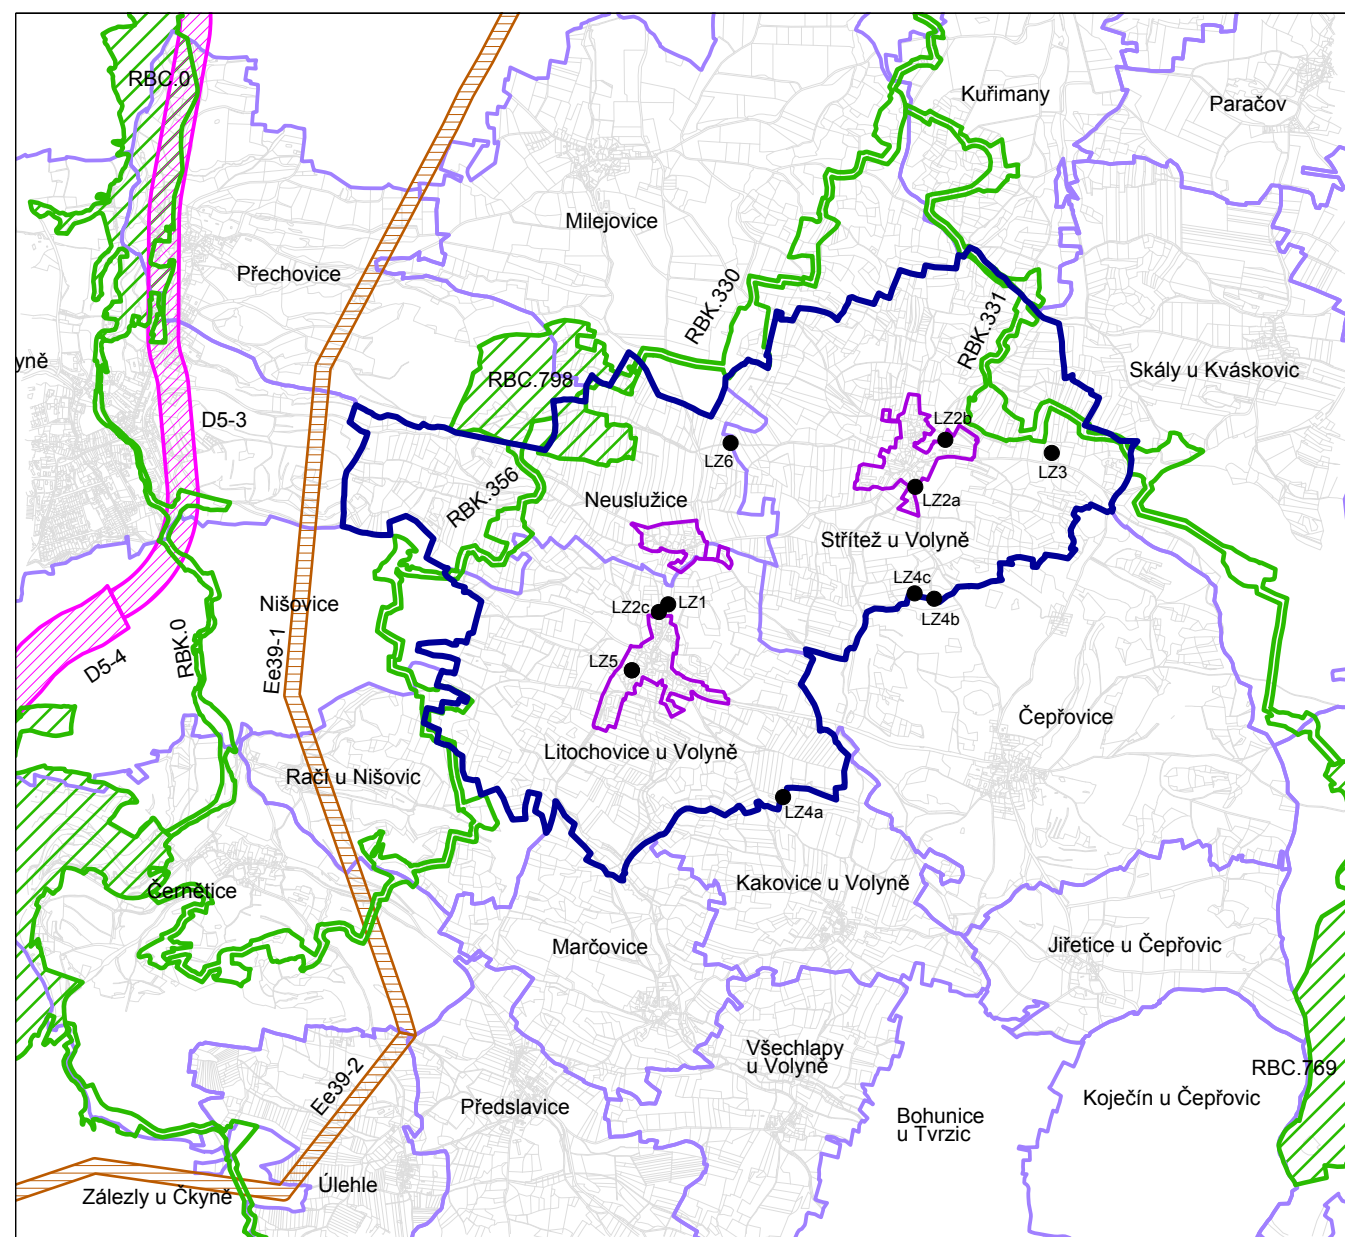 RBC.0
Kuřimany
Paračov
Milejovice
Přechovice
RBK.330
RBK.331
yně
RBC.798
Skály u Kváskovic
D5-3
LZ2b
LZ6
LZ3
RBK.356
Neuslužice
LZ2a
Střítež u Volyně
LZ4c
Nišovice
LZ2c
LZ1
LZ4b
D5-4
RBK.0
Ee39-1
LZ5
Čepřovice
Litochovice u Volyně
Račí u Nišovic
LZ4a
Černětice
Kakovice u Volyně
Marčovice
Jiřetice u Čepřovic
Všechlapy
u Volyně
RBC.769
Ee39-2
Předslavice
Koječín u Čepřovic
Bohunice
u Tvrzic
Úlehle
Zálezly u Čkyně